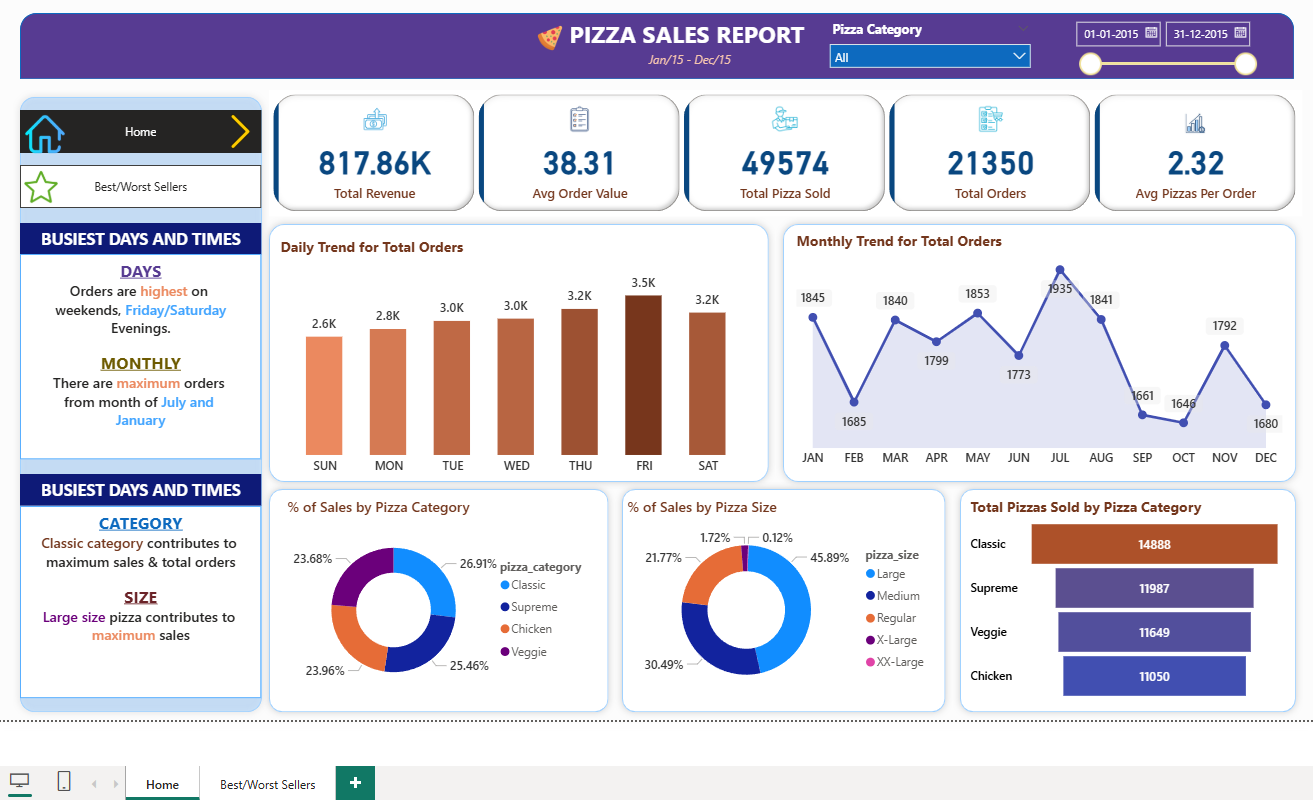 PIZZA SALES REPORT
Jan/15 - Dec/15
Pizza Category
All
01-01-2015
31-12-2015
Home
Best/Worst Sellers
BUSIEST DAYS AND TIMES
DAYS
Orders are highest on
weekends, Friday/Saturday
Evenings.
MONTHLY
There are maximum orders
from month of July and
January
BUSIEST DAYS AND TIMES
CATEGORY
Classic category contributes to
maximum sales & total orders
SIZE
Large size pizza contributes to
maximum sales
817.86K
Total Revenue
38.31
Avg Order Value
49574
Total Pizza Sold
21350
Total Orders
2.32
Avg Pizzas Per Order
Daily Trend for Total Orders
2.6K
2.8K
3.0K
3.0K
3.2K
3.5K
3.2K
SUN MON TUE WED THU FRI SAT
Monthly Trend for Total Orders
1845
1685
1840
1799
1853
1773
1935
1841
1661
1646
1792
1680
JAN FEB MAR APR MAY JUN JUL AUG SEP OCT NOV DEC
% of Sales by Pizza Category
23.68%
26.91%
23.96%
25.46%
pizza_category
Classic
Supreme
Chicken
Veggie
% of Sales by Pizza Size
1.72%
0.12%
21.77%
45.89%
30.49%
pizza_size
Large
Medium
Regular
X-Large
XX-Large
Total Pizzas Sold by Pizza Category
Classic 14888
Supreme 11987
Veggie 11649
Chicken 11050
Home
Best/Worst Sellers
+